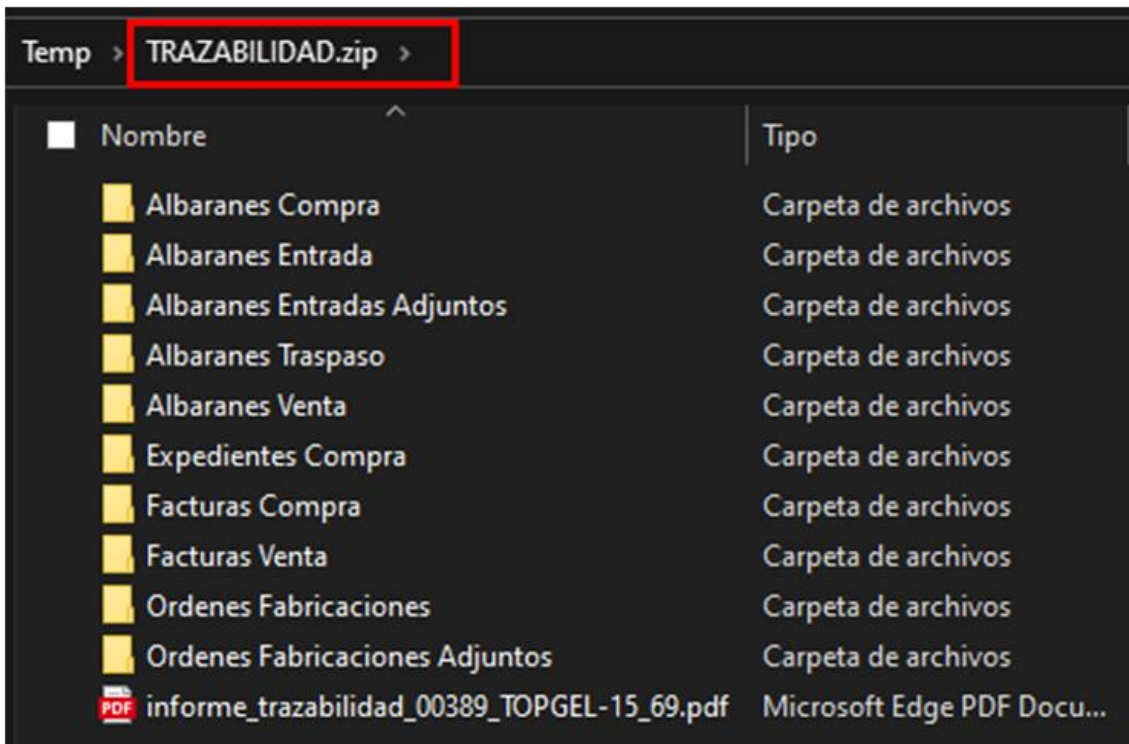 Temp > TRAZABILIDAD.zip >
Nombre Tipo
Albaranes Compra Carpeta de archivos
Albaranes Entrada Carpeta de archivos
Albaranes Entradas Adjuntos Carpeta de archivos
Albaranes Traspaso Carpeta de archivos
Albaranes Venta Carpeta de archivos
Expedientes Compra Carpeta de archivos
Facturas Compra Carpeta de archivos
Facturas Venta Carpeta de archivos
Ordenes Fabricaciones Carpeta de archivos
Ordenes Fabricaciones Adjuntos Carpeta de archivos
PDF informe_trazabilidad_00389_TOPGEL-15_69.pdf Microsoft Edge PDF Docu...